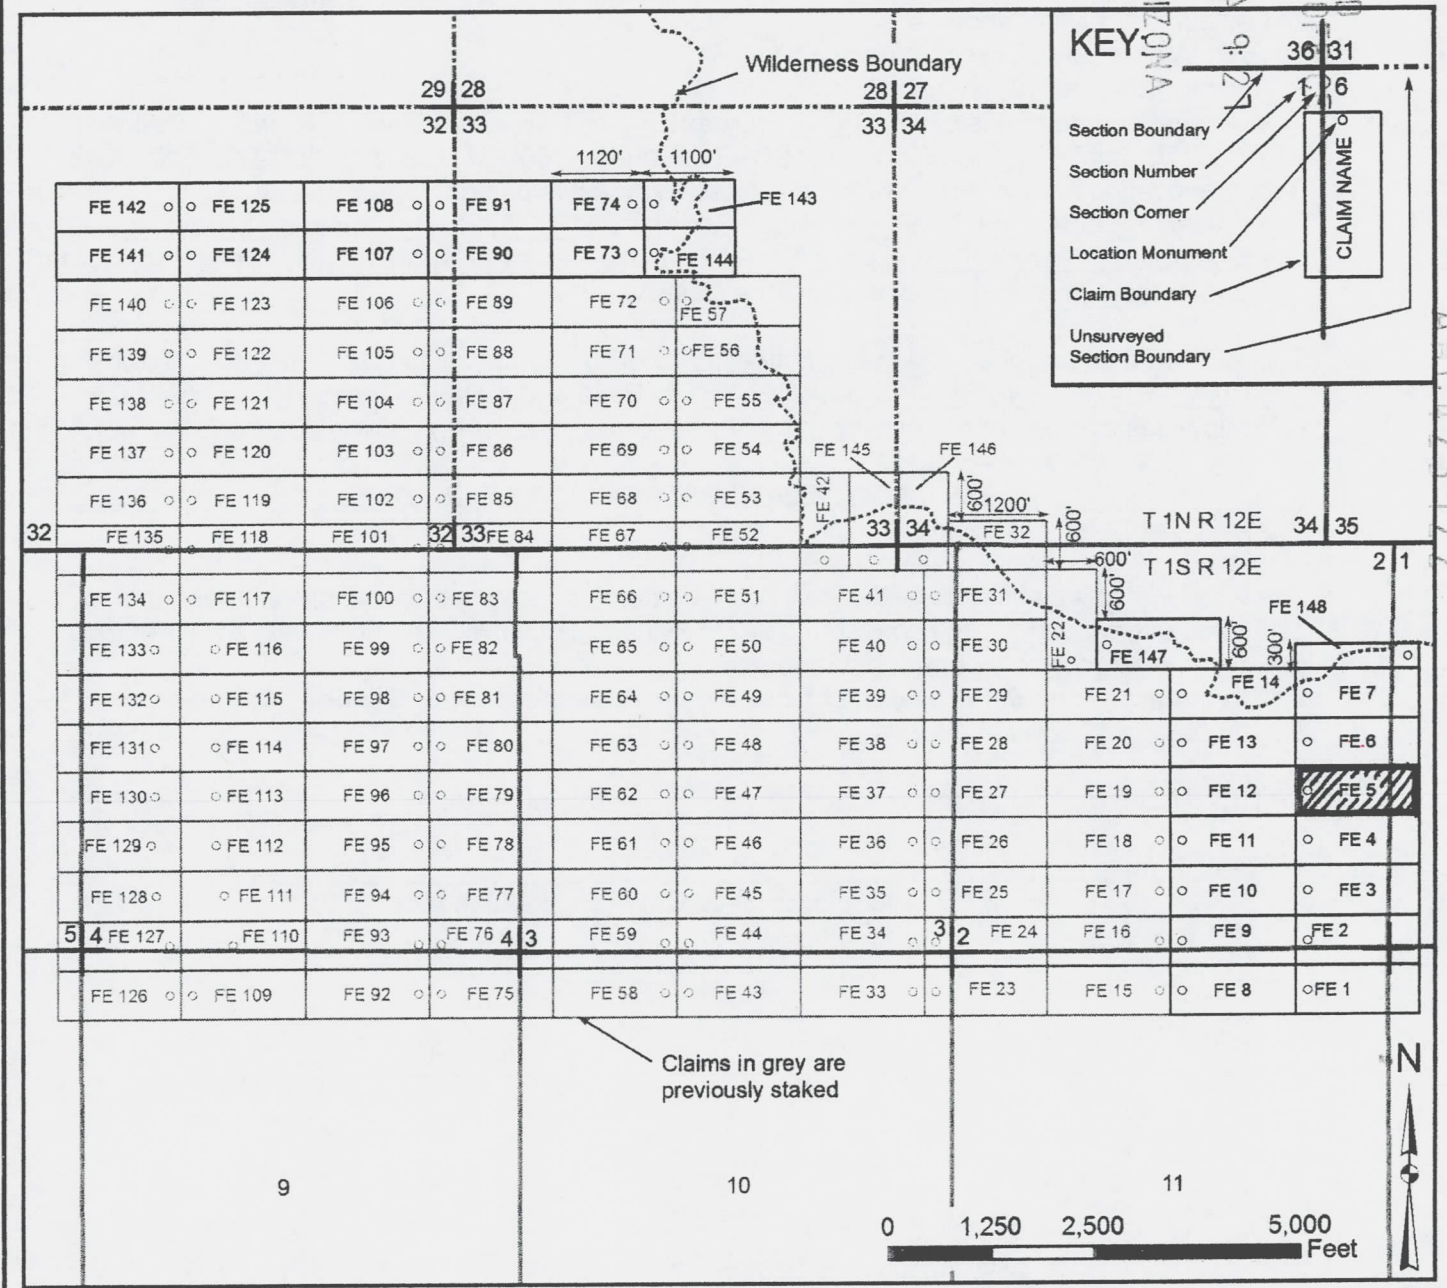 KEY:
36 31
1 6
Section Boundary
Section Number
Section Corner
Location Monument
Claim Boundary
Unsurveyed
Section Boundary
CLAIM NAME
IZONA
9: 27
Wilderness Boundary
29 28
32 33
28 27
33 34
1120' 1100'
FE 142 FE 125 FE 108 FE 91 FE 74 FE 143
FE 141 FE 124 FE 107 FE 90 FE 73 FE 144
FE 140 FE 123 FE 106 FE 89 FE 72 FE 57
FE 139 FE 122 FE 105 FE 88 FE 71 FE 56
FE 138 FE 121 FE 104 FE 87 FE 70 FE 55
FE 137 FE 120 FE 103 FE 86 FE 69 FE 54 FE 145 FE 146
FE 136 FE 119 FE 102 FE 85 FE 68 FE 53 FE 42 600' 1200'
32 FE 135 FE 118 FE 101 32 33 FE 84 FE 67 FE 52 33 34 FE 32 600' T 1N R 12E 34 35
600' T 1S R 12E 2 1
FE 134 FE 117 FE 100 FE 83 FE 66 FE 51 FE 41 FE 31 600' FE 148
FE 133 FE 116 FE 99 FE 82 FE 65 FE 50 FE 40 FE 30 FE 22 FE 147 600' 300'
FE 132 FE 115 FE 98 FE 81 FE 64 FE 49 FE 39 FE 29 FE 21 FE 14 FE 7
FE 131 FE 114 FE 97 FE 80 FE 63 FE 48 FE 38 FE 28 FE 20 FE 13 FE 6
FE 130 FE 113 FE 96 FE 79 FE 62 FE 47 FE 37 FE 27 FE 19 FE 12 FE 5
FE 129 FE 112 FE 95 FE 78 FE 61 FE 46 FE 36 FE 26 FE 18 FE 11 FE 4
FE 128 FE 111 FE 94 FE 77 FE 60 FE 45 FE 35 FE 25 FE 17 FE 10 FE 3
5 4 FE 127 FE 110 FE 93 FE 76 4 3 FE 59 FE 44 FE 34 3 2 FE 24 FE 16 FE 9 FE 2
FE 126 FE 109 FE 92 FE 75 FE 58 FE 43 FE 33 FE 23 FE 15 FE 8 FE 1
Claims in grey are
previously staked
N
9 10 11
0 1,250 2,500 5,000
Feet